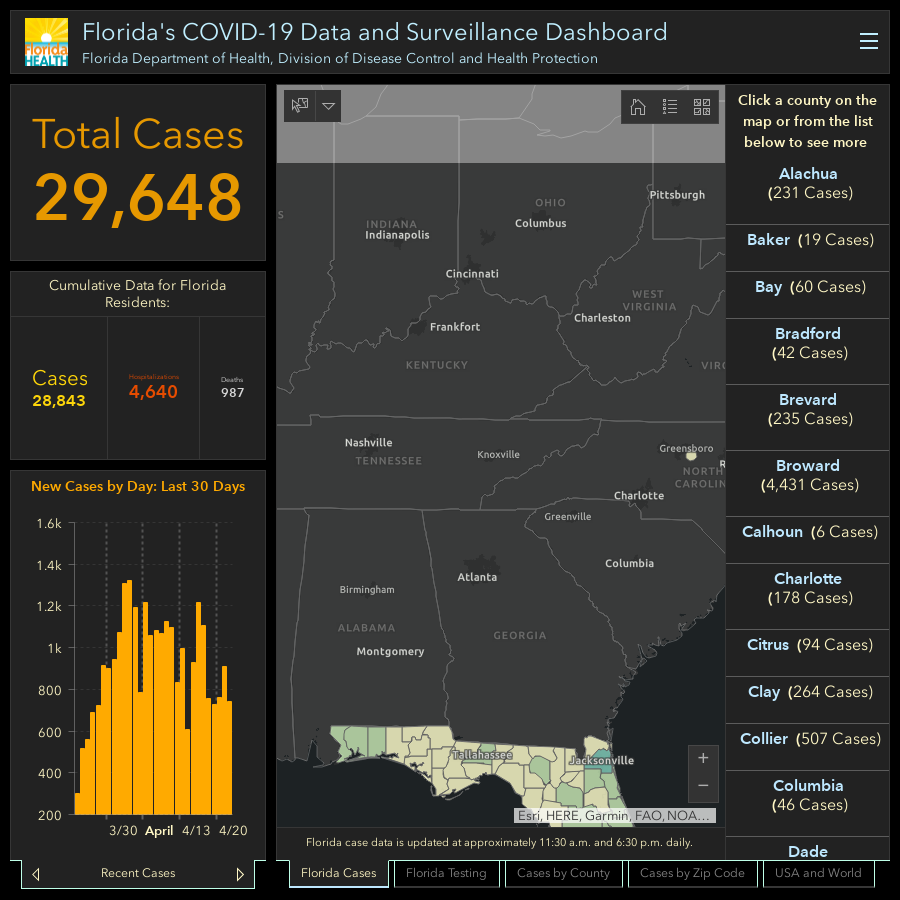 Florida
HEALTH
Florida's COVID-19 Data and Surveillance Dashboard
Florida Department of Health, Division of Disease Control and Health Protection
Total Cases
29,648
Cumulative Data for Florida
Residents:
Cases
28,843
Hospitalizations
4,640
Deaths
987
New Cases by Day: Last 30 Days
1.6k
1.4k
1.2k
1k
800
600
400
200
3/30 April 4/13 4/20
Recent Cases
OHIO
Pittsburgh
INDIANA
Indianapolis
Columbus
Cincinnati
WEST
VIRGINIA
Charleston
Frankfort
KENTUCKY
VIRG
Nashville
TENNESSEE
Knoxville
Greensboro
NORTH
CAROLIN
R
Charlotte
Greenville
Columbia
Atlanta
Birmingham
ALABAMA
GEORGIA
Montgomery
Tallahassee
Jacksonville
+
−
Esri, HERE, Garmin, FAO, NOA...
Florida case data is updated at approximately 11:30 a.m. and 6:30 p.m. daily.
Florida Cases
Florida Testing
Cases by County
Cases by Zip Code
USA and World
Click a county on the
map or from the list
below to see more
Alachua
(231 Cases)
Baker (19 Cases)
Bay (60 Cases)
Bradford
(42 Cases)
Brevard
(235 Cases)
Broward
(4,431 Cases)
Calhoun (6 Cases)
Charlotte
(178 Cases)
Citrus (94 Cases)
Clay (264 Cases)
Collier (507 Cases)
Columbia
(46 Cases)
Dade